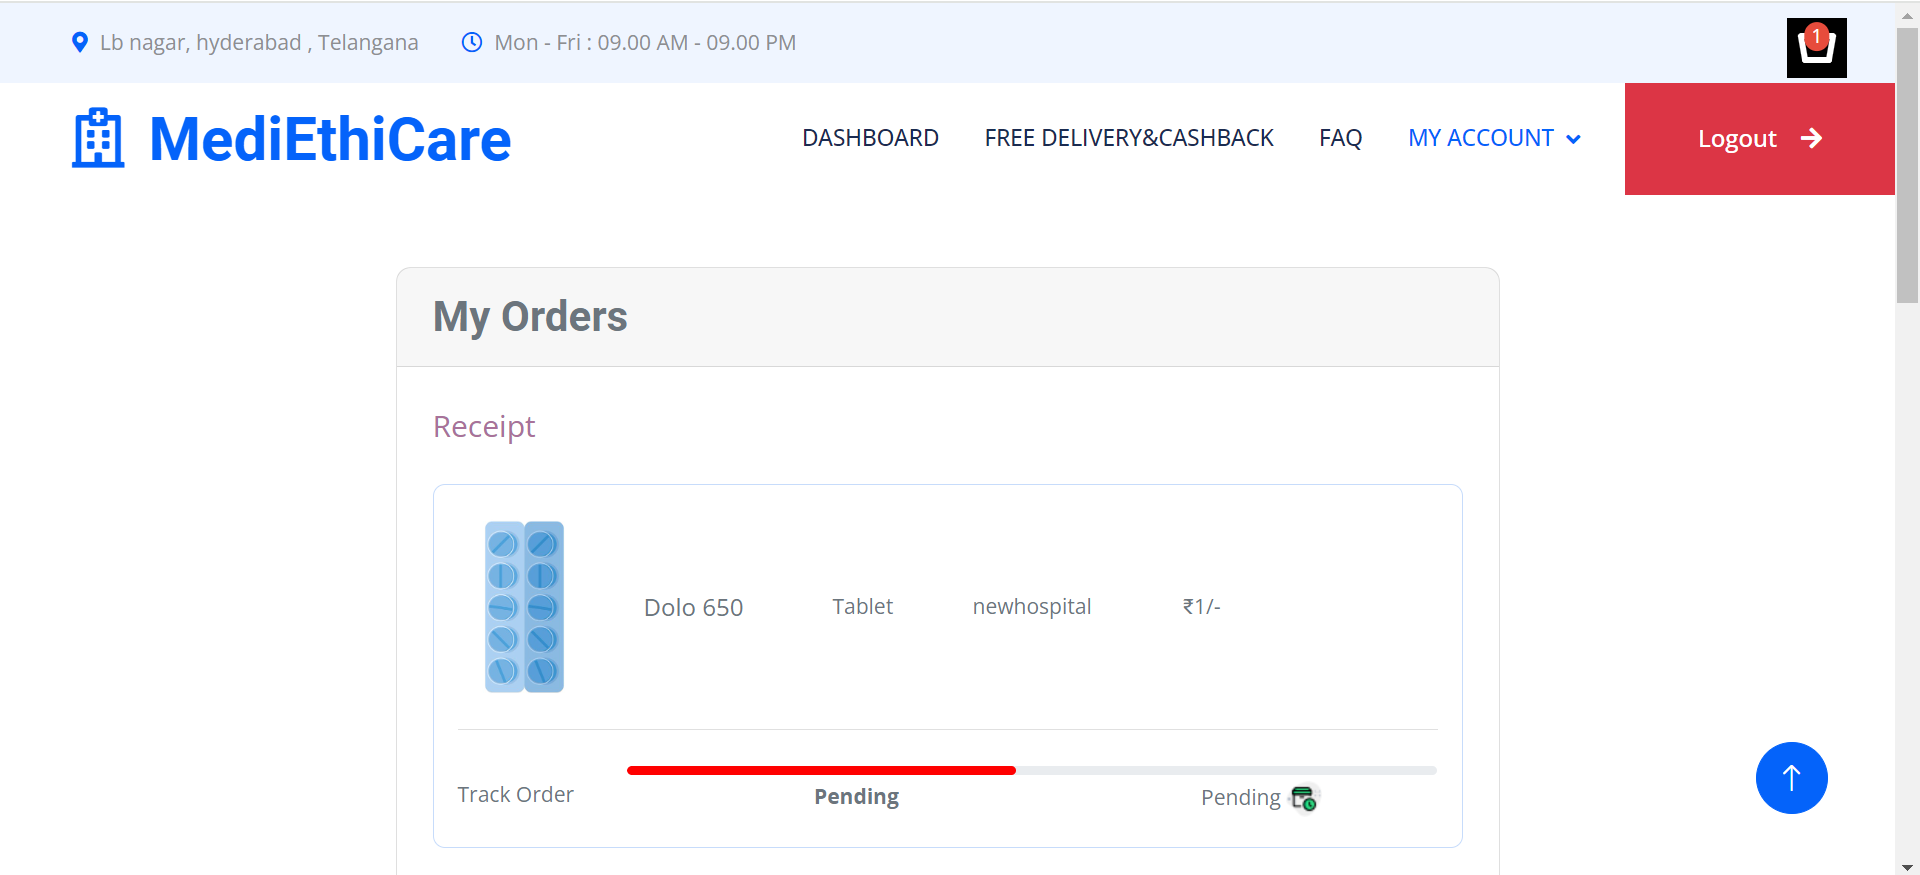 Lb nagar, hyderabad , Telangana
Mon - Fri : 09.00 AM - 09.00 PM
1
MediEthiCare
DASHBOARD
FREE DELIVERY&CASHBACK
FAQ
MY ACCOUNT
Logout
My Orders
Receipt
Dolo 650
Tablet
newhospital
₹1/-
Track Order
Pending
Pending